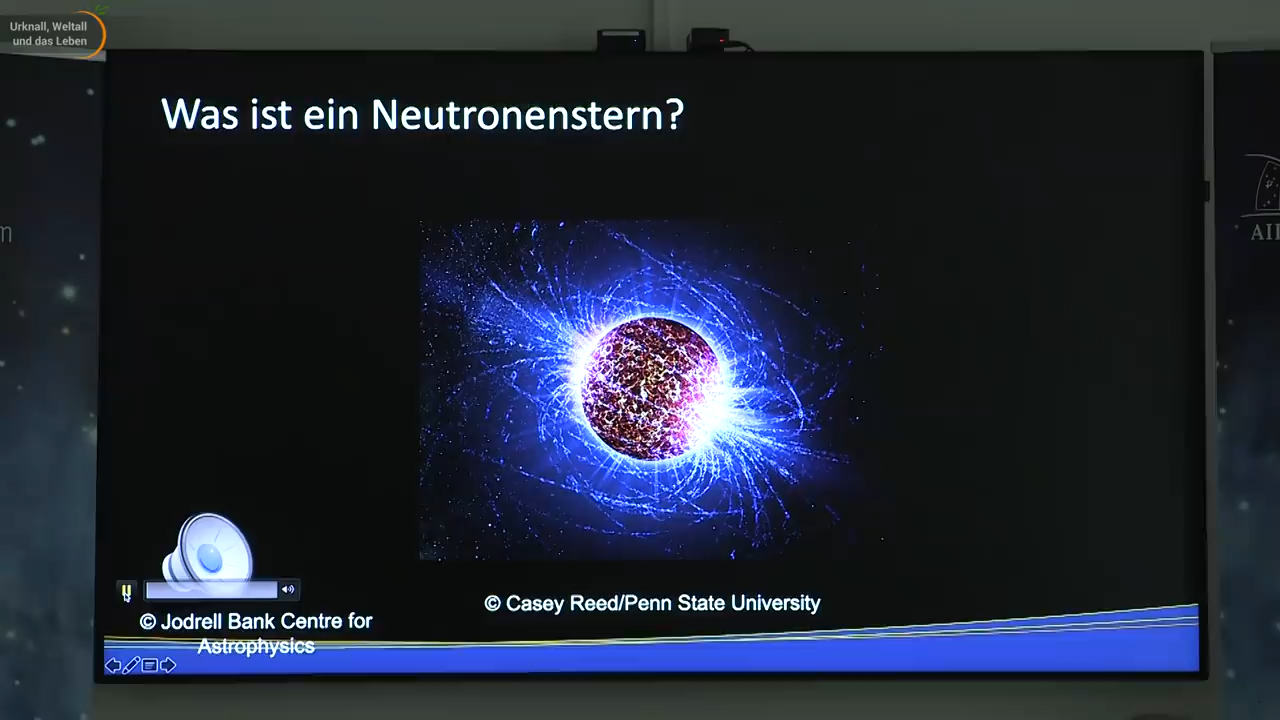 Urknall, Weltall
und das Leben
Was ist ein Neutronenstern?
m
AI
© Casey Reed/Penn State University
© Jodrell Bank Centre for
Astrophysics